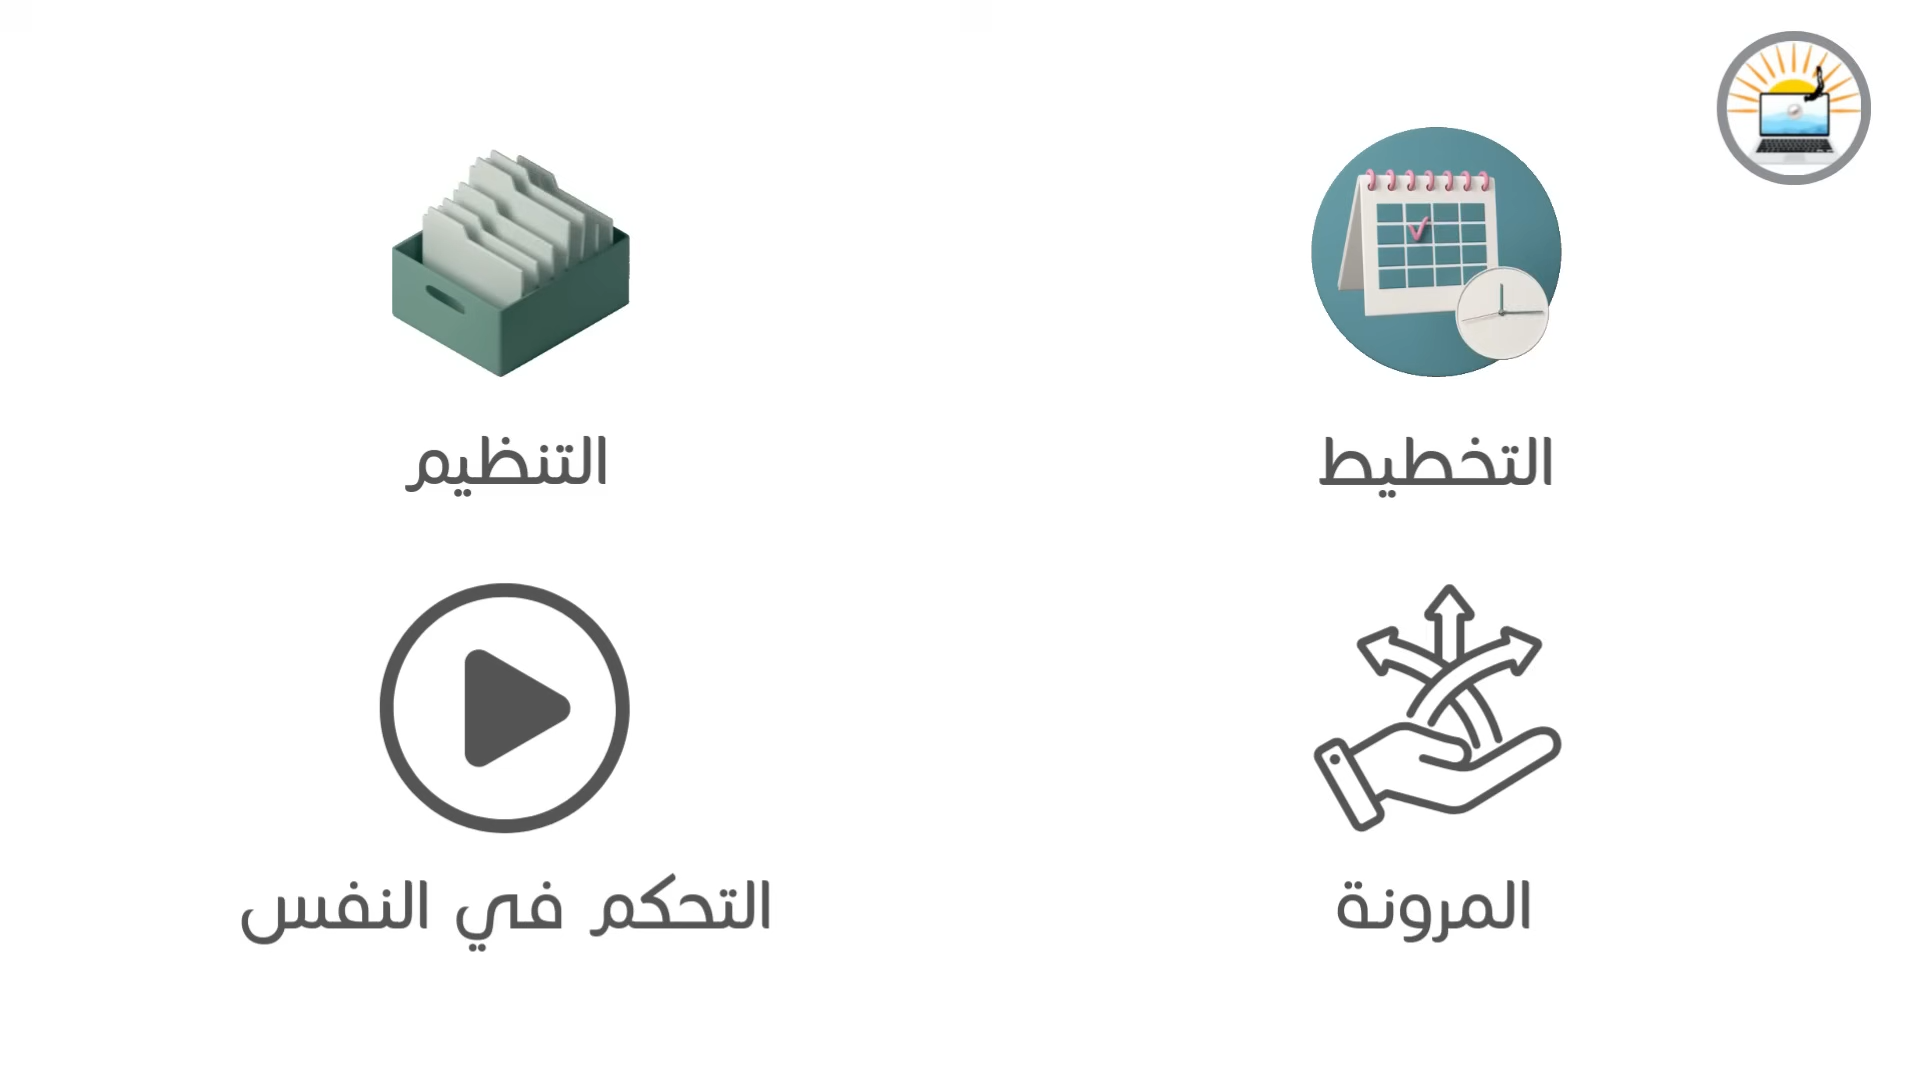 التخطيط
التنظيم
المرونة
التحكم في النفس